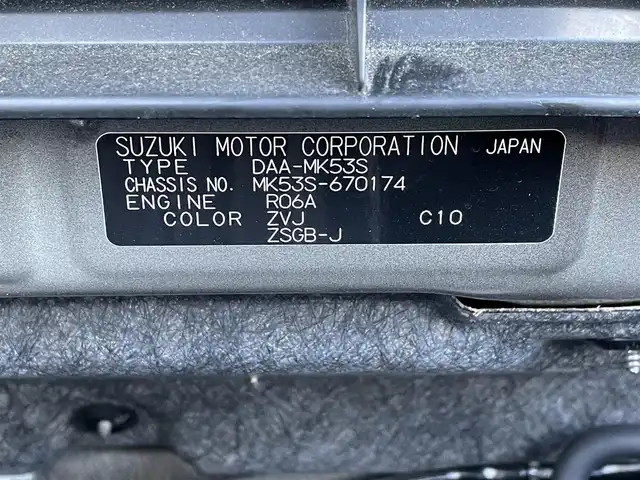 SUZUKI MOTOR CORPORATION JAPAN
TYPE DAA-MK53S
CHASSIS NO. MK53S-670174
ENGINE R06A
COLOR ZVJ C10
ZSGB-J